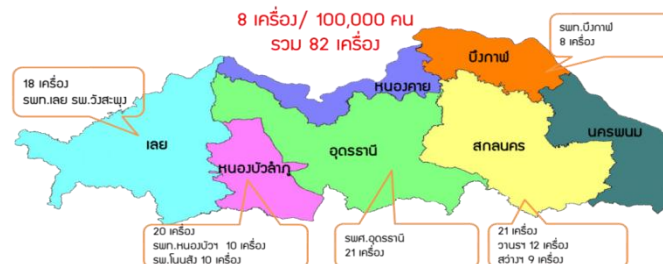 8 เครื่อง/ 100,000 คน
รวม 82 เครื่อง
รพท.บึงกาฬ
8 เครื่อง
บึงกาฬ
18 เครื่อง
รพท.เลย รพ.วังสะพุง
หนองคาย
นครพนม
เลย
อุดรธานี
สกลนคร
หนองบัวลำภู
20 เครื่อง
รพท.หนองบัวฯ 10 เครื่อง
รพ.โนนสัง 10 เครื่อง
รพศ.อุดรธานี
21 เครื่อง
21 เครื่อง
วานรฯ 12 เครื่อง
สว่างฯ 9 เครื่อง